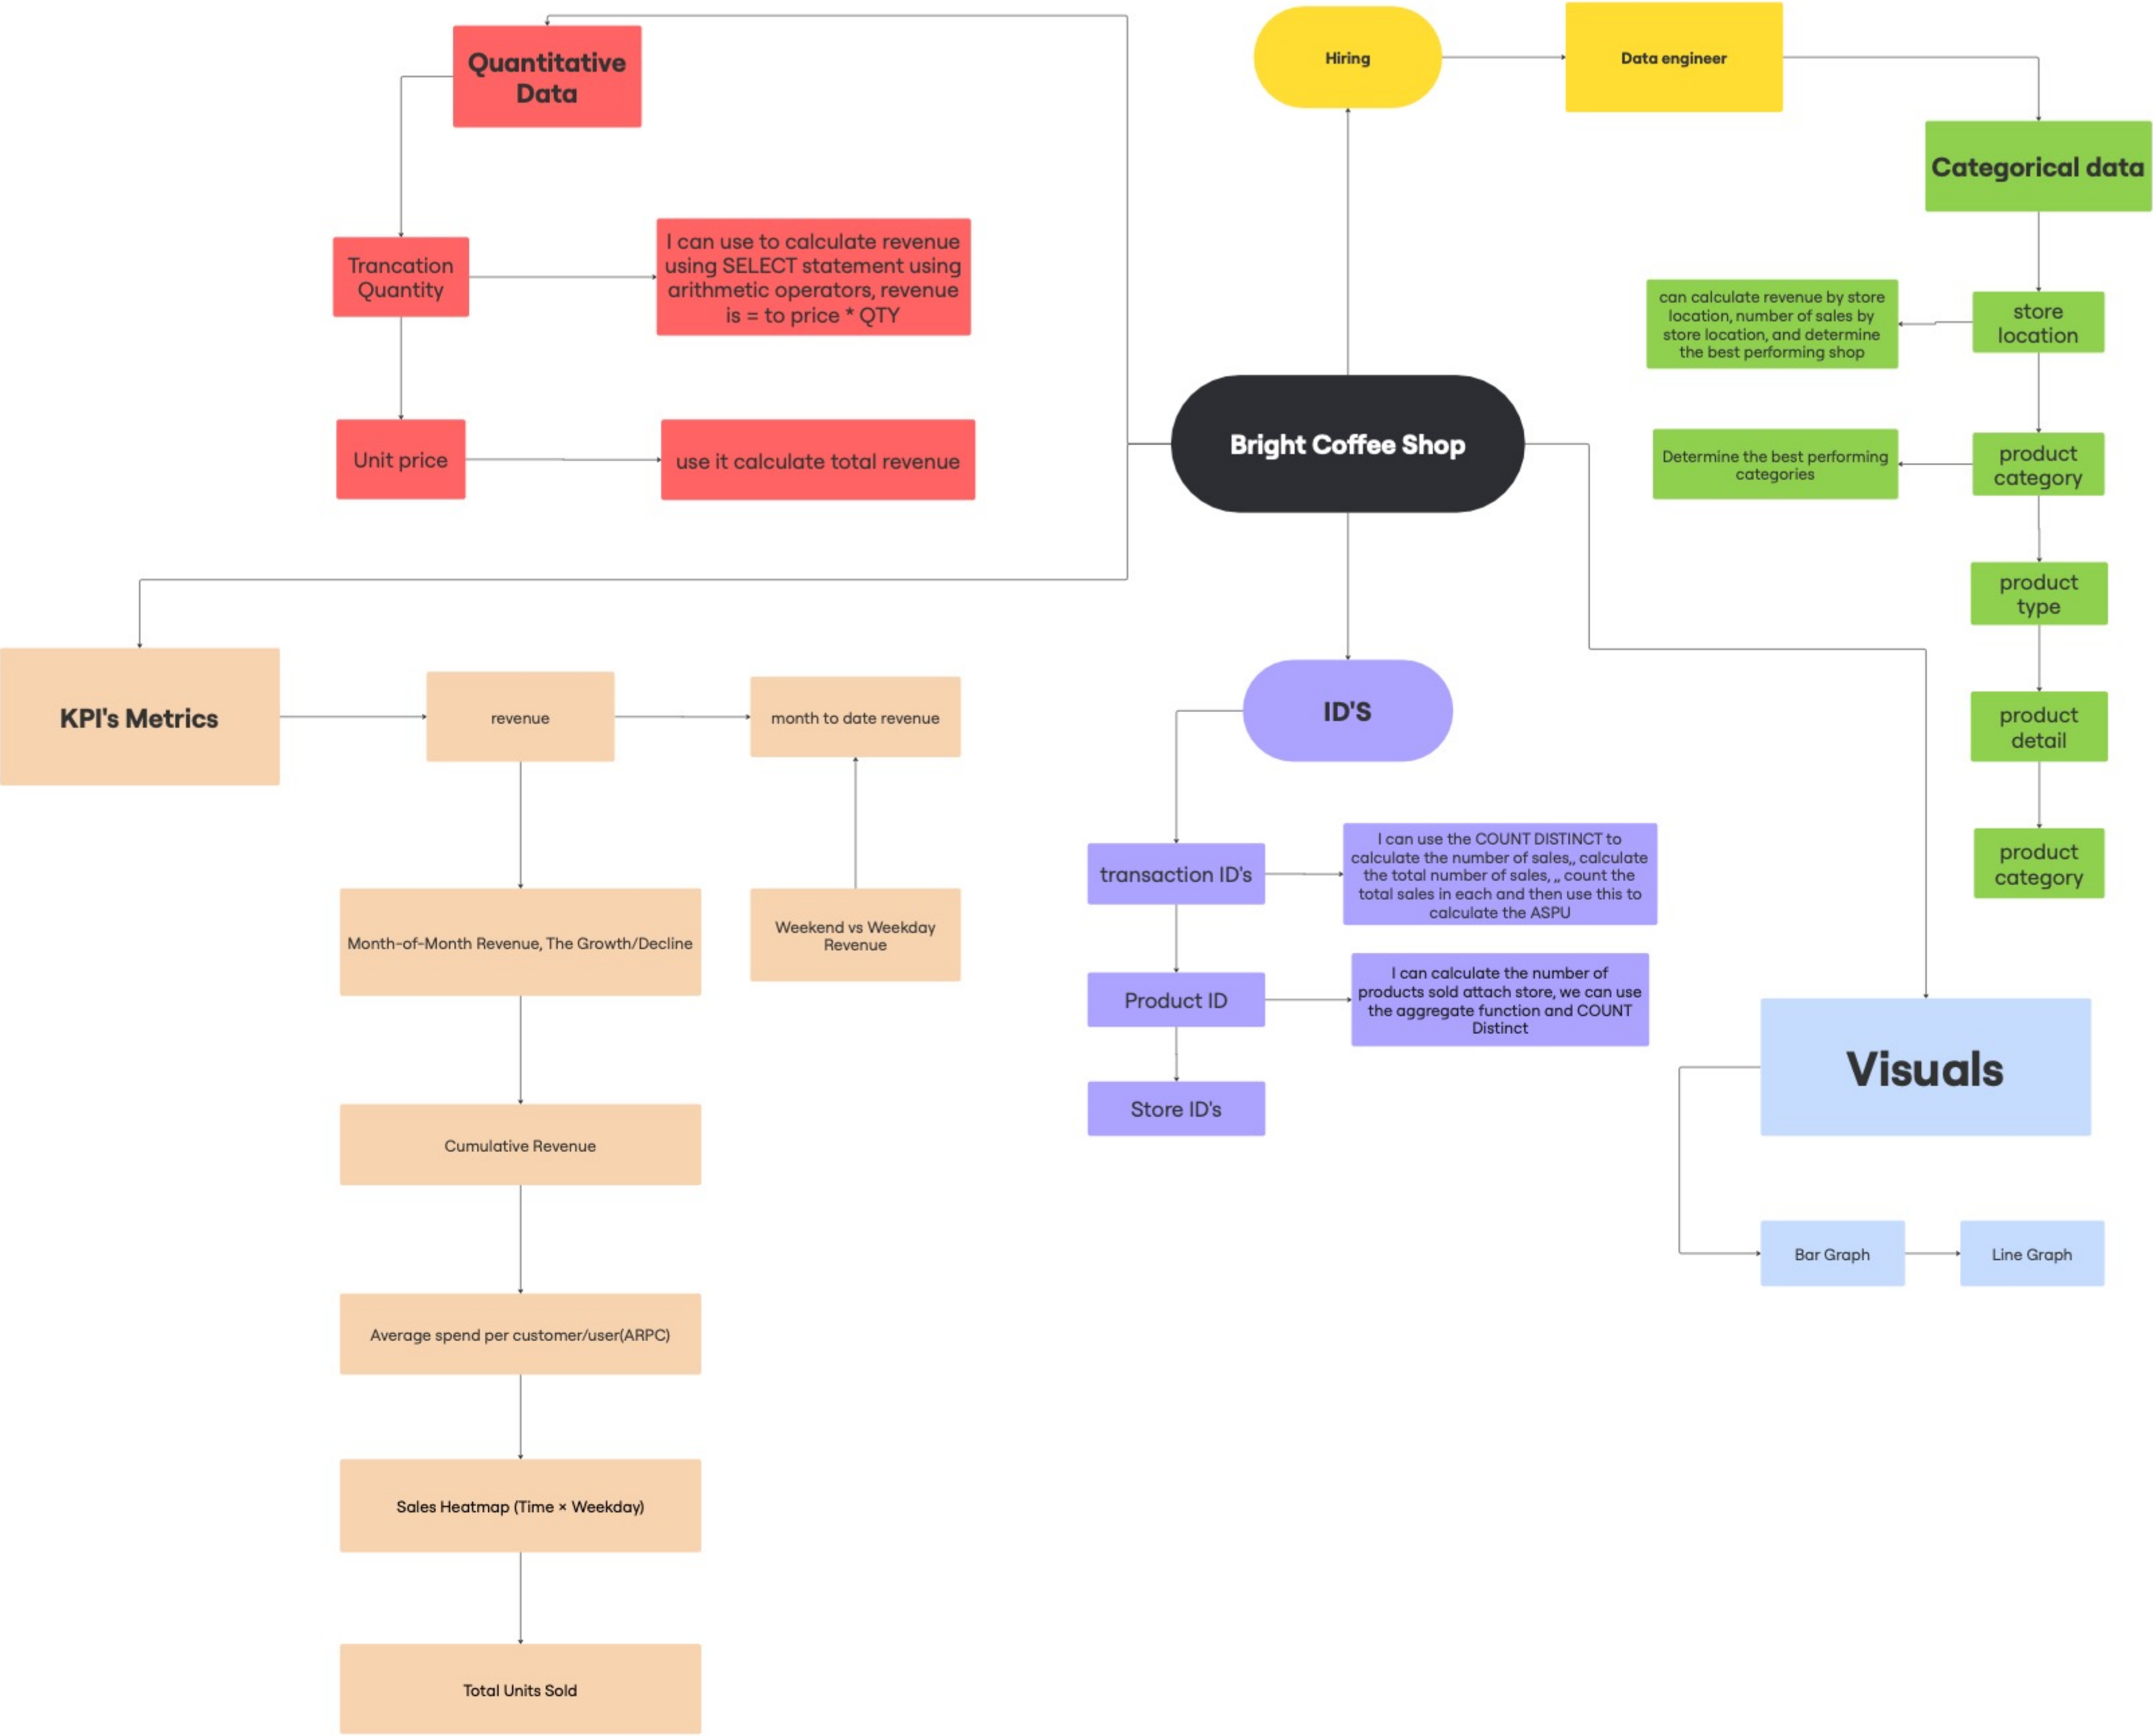 Quantitative
Data
Hiring
Data engineer
Categorical data
Trancation
Quantity
I can use to calculate revenue
using SELECT statement using
arithmetic operators, revenue
is = to price * QTY
can calculate revenue by store
location, number of sales by
store location, and determine
the best performing shop
store
location
Unit price
use it calculate total revenue
Bright Coffee Shop
Determine the best performing
categories
product
category
product
type
KPI's Metrics
revenue
month to date revenue
ID'S
product
detail
transaction ID's
I can use the COUNT DISTINCT to
calculate the number of sales,, calculate
the total number of sales, ,, count the
total sales in each and then use this to
calculate the ASPU
product
category
Month-of-Month Revenue, The Growth/Decline
Weekend vs Weekday
Revenue
Product ID
I can calculate the number of
products sold attach store, we can use
the aggregate function and COUNT
Distinct
Visuals
Store ID's
Cumulative Revenue
Bar Graph
Line Graph
Average spend per customer/user(ARPC)
Sales Heatmap (Time × Weekday)
Total Units Sold